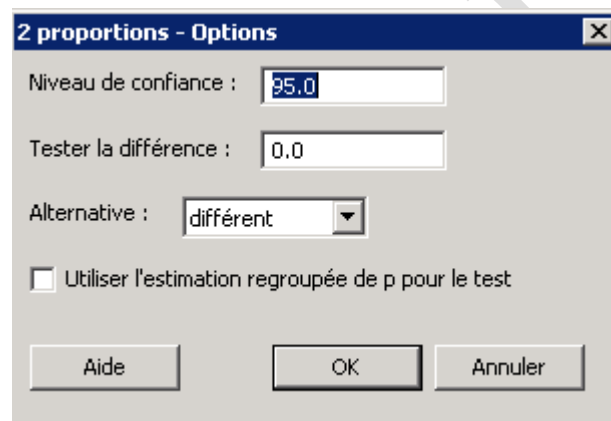 2 proportions - Options
Niveau de confiance : 95.0
Tester la différence : 0.0
Alternative : différent
Utiliser l'estimation regroupée de p pour le test
Aide OK Annuler